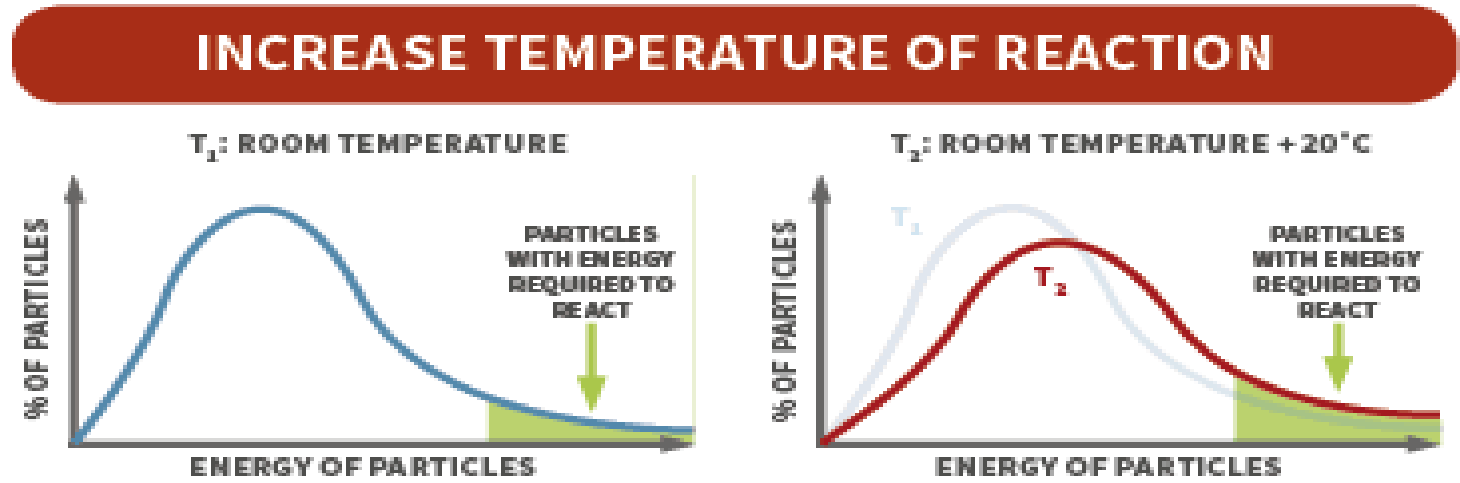 INCREASE TEMPERATURE OF REACTION
T₁: ROOM TEMPERATURE
% OF PARTICLES
PARTICLES
WITH ENERGY
REQUIRED TO
REACT
ENERGY OF PARTICLES
T₂: ROOM TEMPERATURE +20°C
% OF PARTICLES
T₁
T₂
PARTICLES
WITH ENERGY
REQUIRED TO
REACT
ENERGY OF PARTICLES